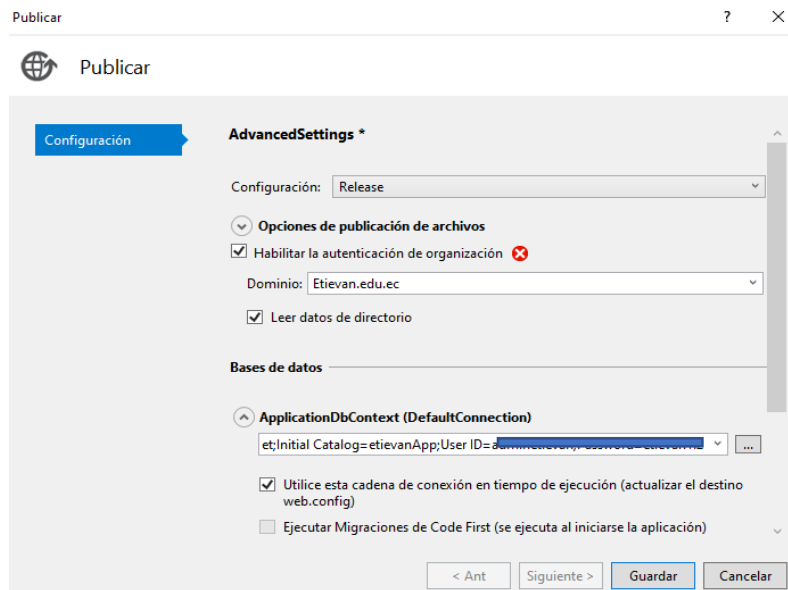 Publicar
?
Publicar
Configuración
AdvancedSettings *
Configuración: Release
Opciones de publicación de archivos
Habilitar la autenticación de organización
Dominio: Etievan.edu.ec
Leer datos de directorio
Bases de datos
ApplicationDbContext (DefaultConnection)
et;Initial Catalog=etievanApp;User ID=
...
Utilice esta cadena de conexión en tiempo de ejecución (actualizar el destino
web.config)
Ejecutar Migraciones de Code First (se ejecuta al iniciarse la aplicación)
< Ant
Siguiente >
Guardar
Cancelar